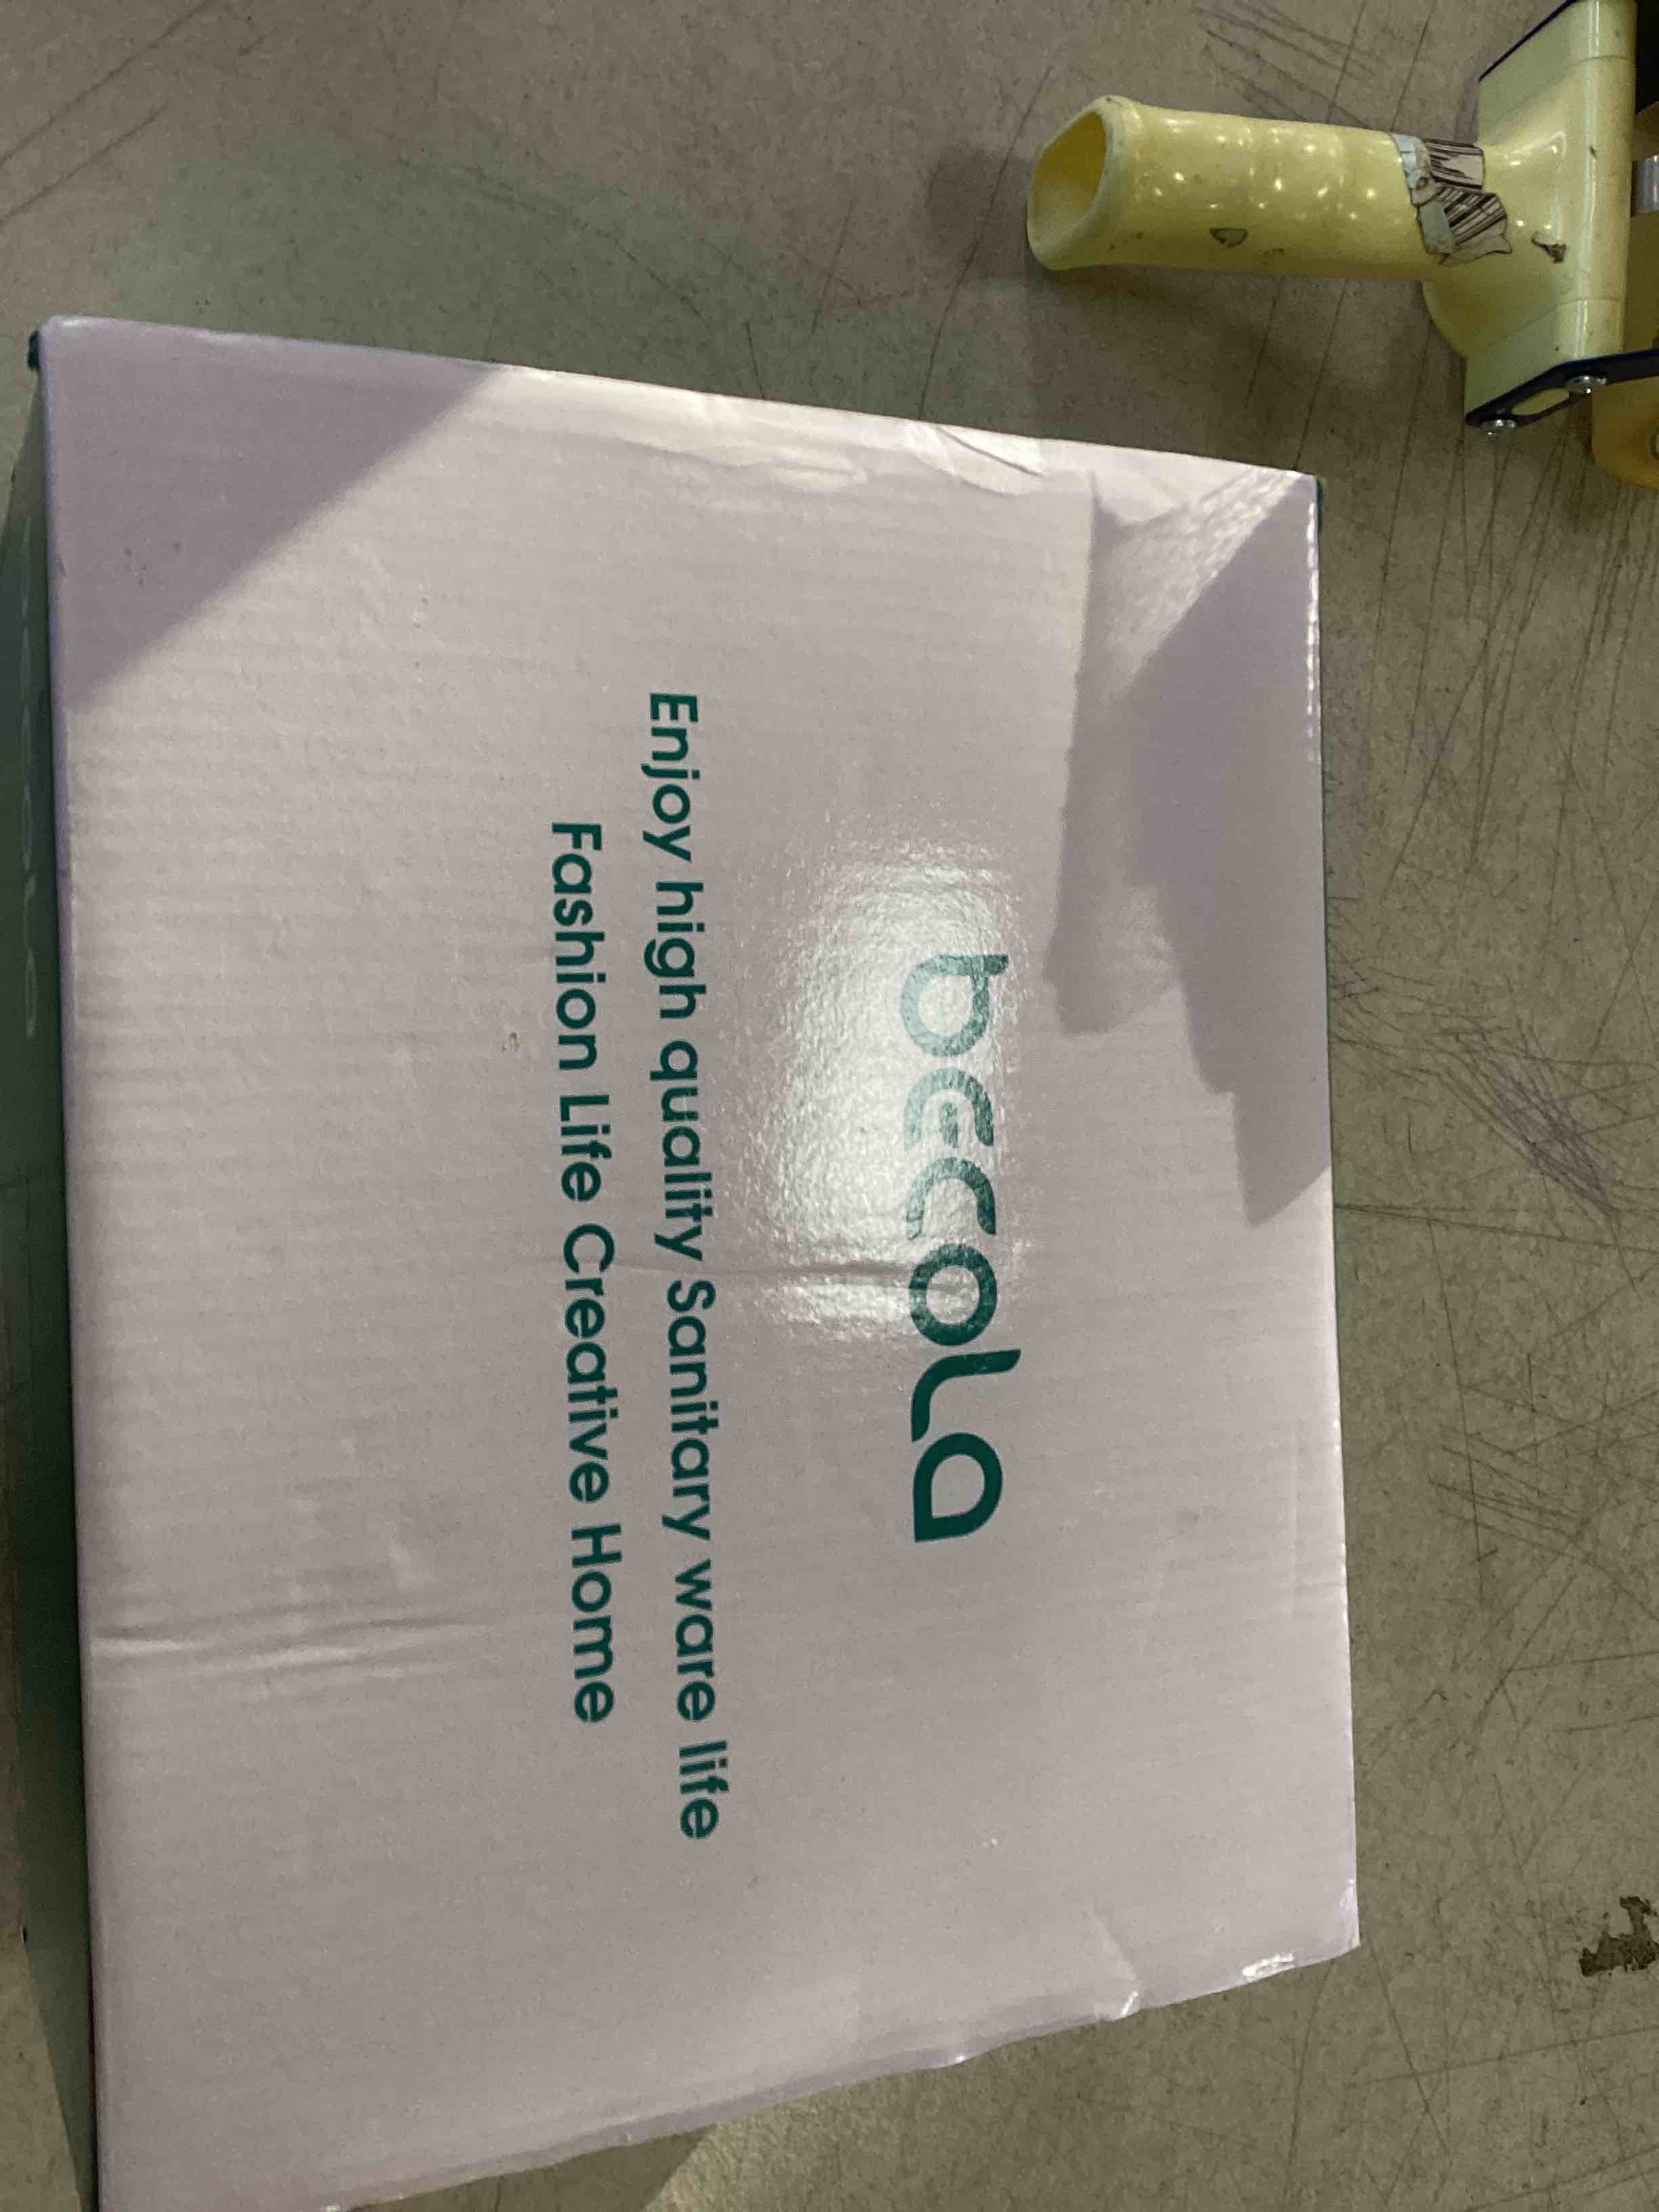 becola
Enjoy high quality Sanitary ware life
Fashion Life Creative Home